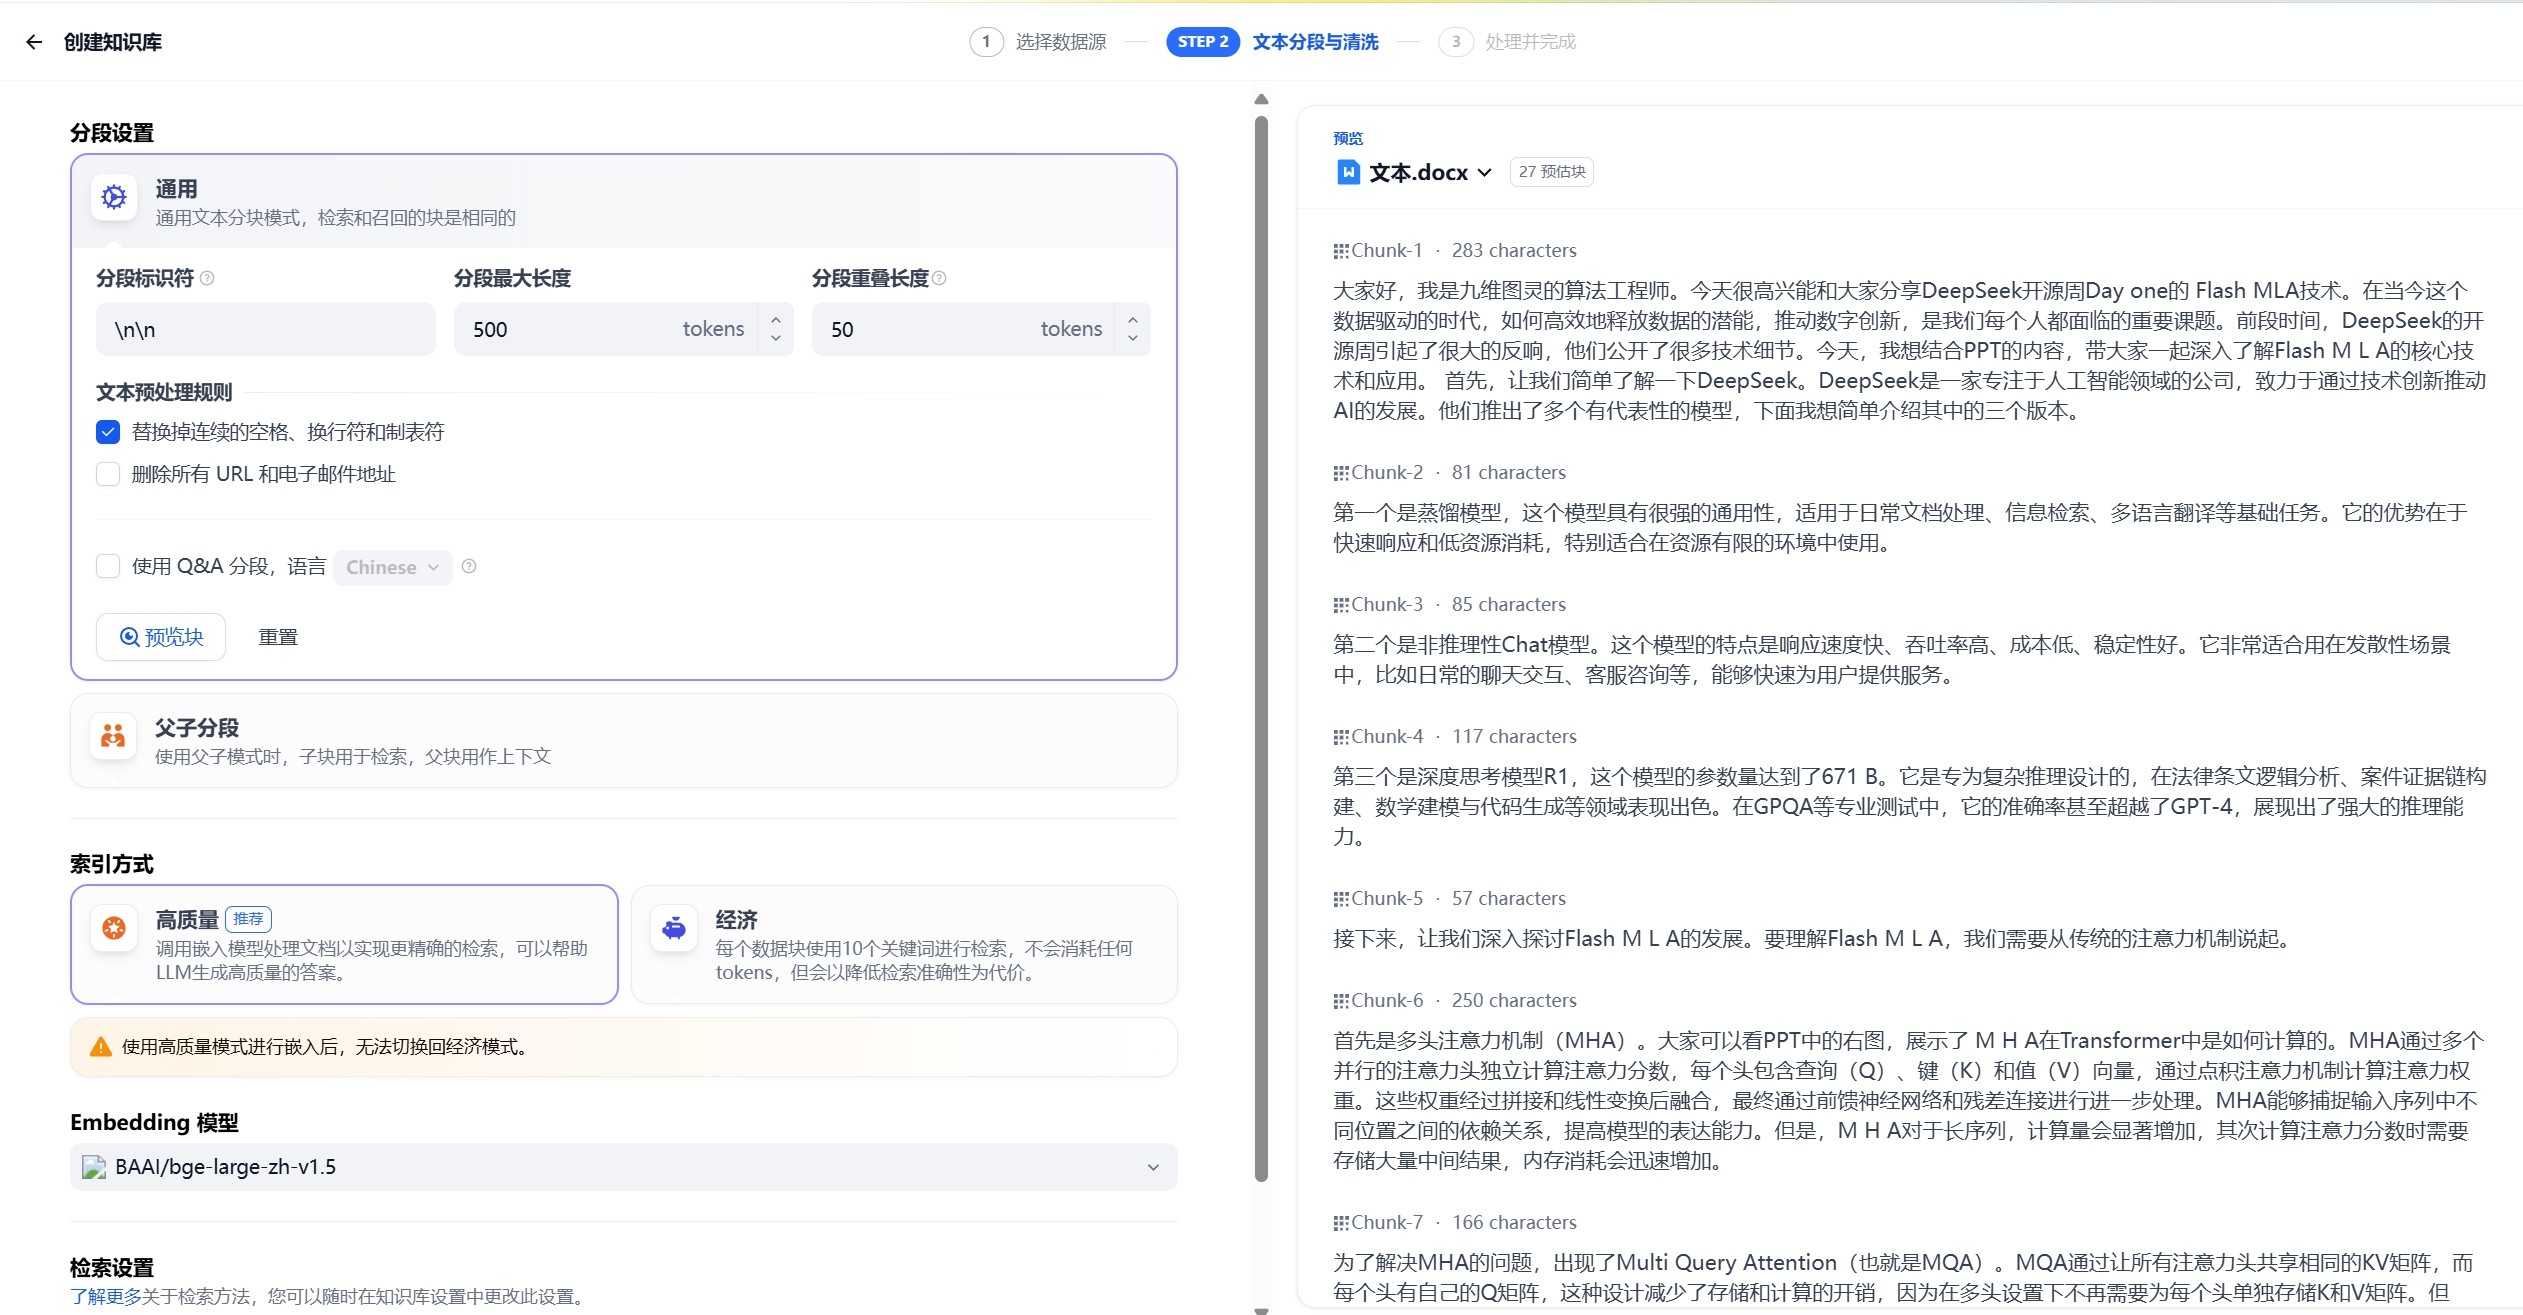 创建知识库
1 选择数据源
STEP 2 文本分段与清洗
3 处理并完成
分段设置
通用
通用文本分块模式，检索和召回的块是相同的
分段标识符
分段最大长度
分段重叠长度
\n\n
500 tokens
50 tokens
文本预处理规则
替换掉连续的空格、换行符和制表符
删除所有 URL 和电子邮件地址
使用 Q&A 分段，语言 Chinese
预览块 重置
父子分段
使用父子模式时，子块用于检索，父块用作上下文
索引方式
高质量 推荐
调用嵌入模型处理文档以实现更精确的检索，可以帮助
LLM生成高质量的答案。
经济
每个数据块使用10个关键词进行检索，不会消耗任何
tokens，但会以降低检索准确性为代价。
使用高质量模式进行嵌入后，无法切换回经济模式。
Embedding 模型
BAAI/bge-large-zh-v1.5
检索设置
了解更多关于检索方法，您可以随时在知识库设置中更改此设置。
预览
文本.docx 27 预估块
Chunk-1 · 283 characters
大家好，我是九维图灵的算法工程师。今天很高兴能和大家分享DeepSeek开源周Day one的 Flash MLA技术。在当今这个
数据驱动的时代，如何高效地释放数据的潜能，推动数字创新，是我们每个人都面临的重要课题。前段时间，DeepSeek的开
源周引起了很大的反响，他们公开了很多技术细节。今天，我想结合PPT的内容，带大家一起深入了解Flash M L A的核心技
术和应用。 首先，让我们简单了解一下DeepSeek。DeepSeek是一家专注于人工智能领域的公司，致力于通过技术创新推动
AI的发展。他们推出了多个有代表性的模型，下面我想简单介绍其中的三个版本。
Chunk-2 · 81 characters
第一个是蒸馏模型，这个模型具有很强的通用性，适用于日常文档处理、信息检索、多语言翻译等基础任务。它的优势在于
快速响应和低资源消耗，特别适合在资源有限的环境中使用。
Chunk-3 · 85 characters
第二个是非推理性Chat模型。这个模型的特点是响应速度快、吞吐率高、成本低、稳定性好。它非常适合用在发散性场景
中，比如日常的聊天交互、客服咨询等，能够快速为用户提供服务。
Chunk-4 · 117 characters
第三个是深度思考模型R1，这个模型的参数量达到了671 B。它是专为复杂推理设计的，在法律条文逻辑分析、案件证据链构
建、数学建模与代码生成等领域表现出色。在GPQA等专业测试中，它的准确率甚至超越了GPT-4，展现出了强大的推理能
力。
Chunk-5 · 57 characters
接下来，让我们深入探讨Flash M L A的发展。要理解Flash M L A，我们需要从传统的注意力机制说起。
Chunk-6 · 250 characters
首先是多头注意力机制（MHA）。大家可以看PPT中的右图，展示了 M H A在Transformer中是如何计算的。MHA通过多个
并行的注意力头独立计算注意力分数，每个头包含查询（Q）、键（K）和值（V）向量，通过点积注意力机制计算注意力权
重。这些权重经过拼接和线性变换后融合，最终通过前馈神经网络和残差连接进行进一步处理。MHA能够捕捉输入序列中不
同位置之间的依赖关系，提高模型的表达能力。但是，M H A对于长序列，计算量会显著增加，其次计算注意力分数时需要
存储大量中间结果，内存消耗会迅速增加。
Chunk-7 · 166 characters
为了解决MHA的问题，出现了Multi Query Attention（也就是MQA）。MQA通过让所有注意力头共享相同的KV矩阵，而
每个头有自己的Q矩阵，这种设计减少了存储和计算的开销，因为在多头设置下不再需要为每个头单独存储K和V矩阵。但